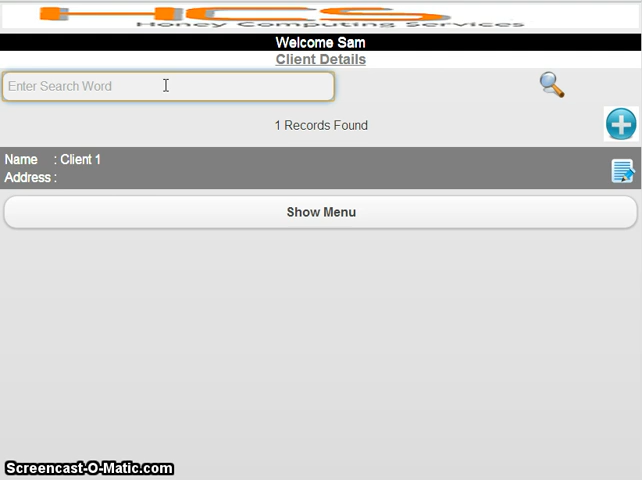 HCS
Honey Computing Services
Welcome Sam
Client Details
Enter Search Word
1 Records Found
Name : Client 1
Address :
Show Menu
Screencast-O-Matic.com